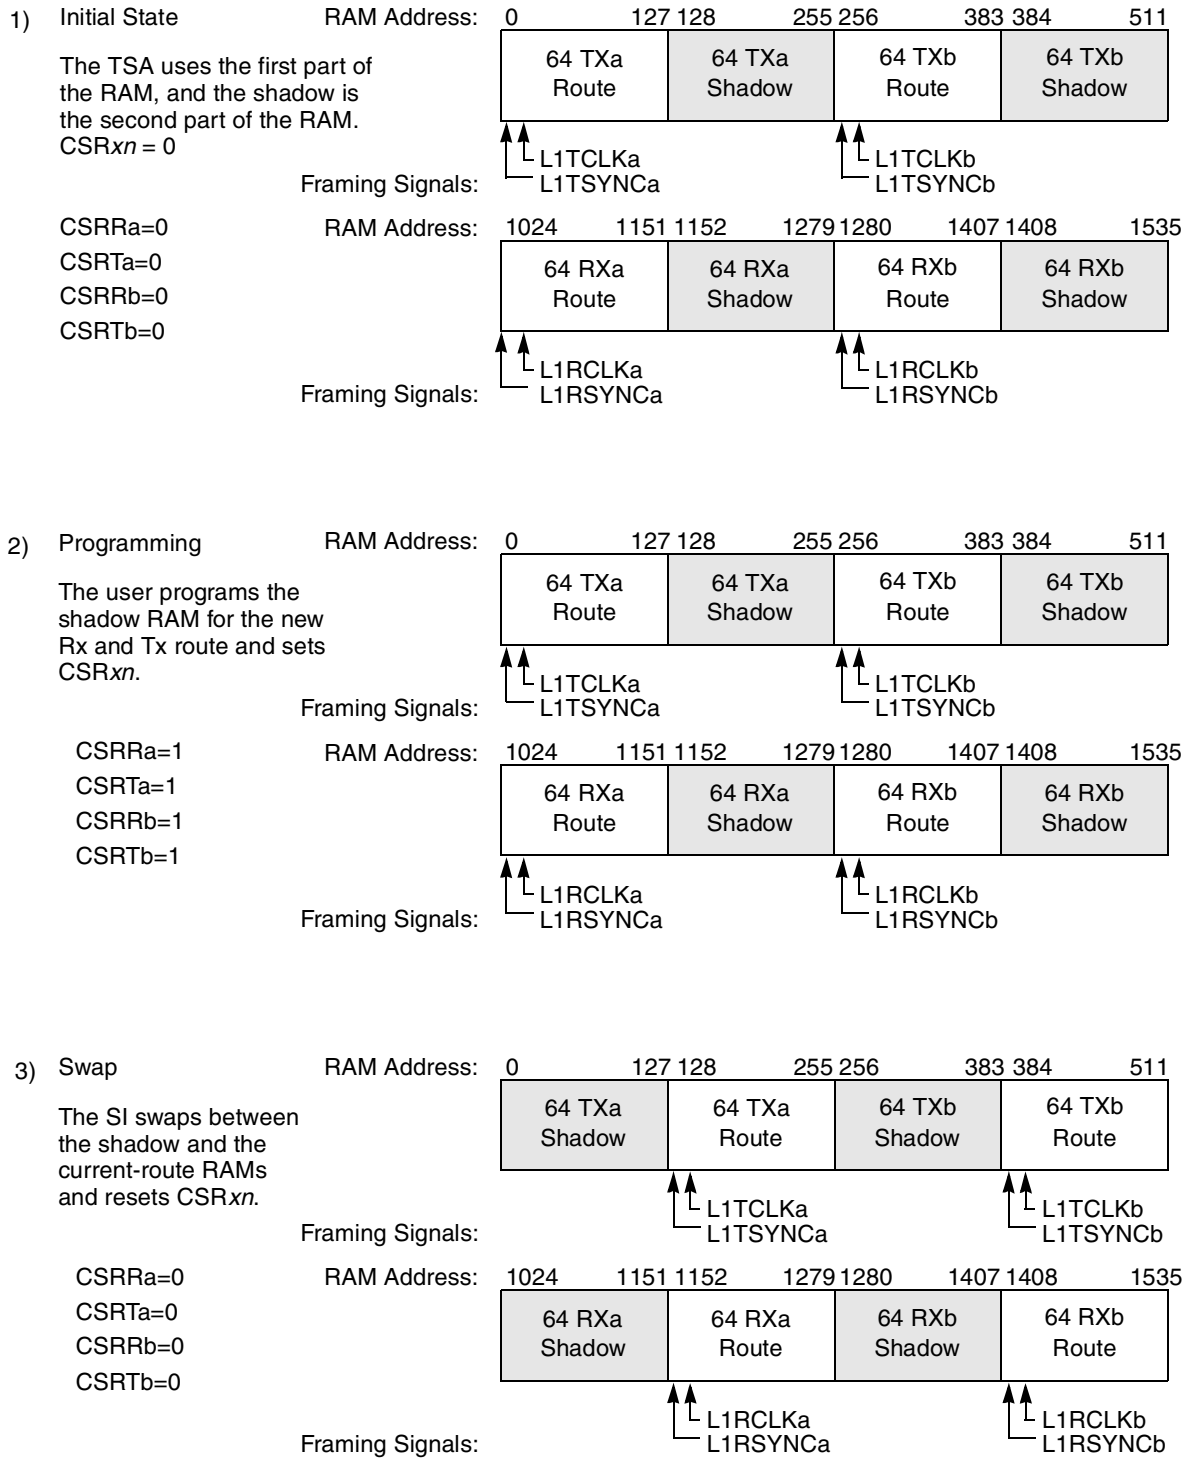 1) Initial State RAM Address: 0 127 128 255 256 383 384 511
The TSA uses the first part of
the RAM, and the shadow is
the second part of the RAM.
CSRxn = 0
64 TXa 64 TXa 64 TXb 64 TXb
Route Shadow Route Shadow
L1TCLKa L1TCLKb
Framing Signals: L1TSYNCa L1TSYNCb
CSRRa=0 RAM Address: 1024 1151 1152 1279 1280 1407 1408 1535
CSRTa=0
CSRRb=0
CSRTb=0
64 RXa 64 RXa 64 RXb 64 RXb
Route Shadow Route Shadow
L1RCLKa L1RCLKb
Framing Signals: L1RSYNCa L1RSYNCb
2) Programming RAM Address: 0 127 128 255 256 383 384 511
The user programs the
shadow RAM for the new
Rx and Tx route and sets
CSRxn.
64 TXa 64 TXa 64 TXb 64 TXb
Route Shadow Route Shadow
L1TCLKa L1TCLKb
Framing Signals: L1TSYNCa L1TSYNCb
CSRRa=1 RAM Address: 1024 1151 1152 1279 1280 1407 1408 1535
CSRTa=1
CSRRb=1
CSRTb=1
64 RXa 64 RXa 64 RXb 64 RXb
Route Shadow Route Shadow
L1RCLKa L1RCLKb
Framing Signals: L1RSYNCa L1RSYNCb
3) Swap RAM Address: 0 127 128 255 256 383 384 511
The SI swaps between
the shadow and the
current-route RAMs
and resets CSRxn.
64 TXa 64 TXa 64 TXb 64 TXb
Shadow Route Shadow Route
L1TCLKa L1TCLKb
Framing Signals: L1TSYNCa L1TSYNCb
CSRRa=0 RAM Address: 1024 1151 1152 1279 1280 1407 1408 1535
CSRTa=0
CSRRb=0
CSRTb=0
64 RXa 64 RXa 64 RXb 64 RXb
Shadow Route Shadow Route
L1RCLKa L1RCLKb
Framing Signals: L1RSYNCa L1RSYNCb